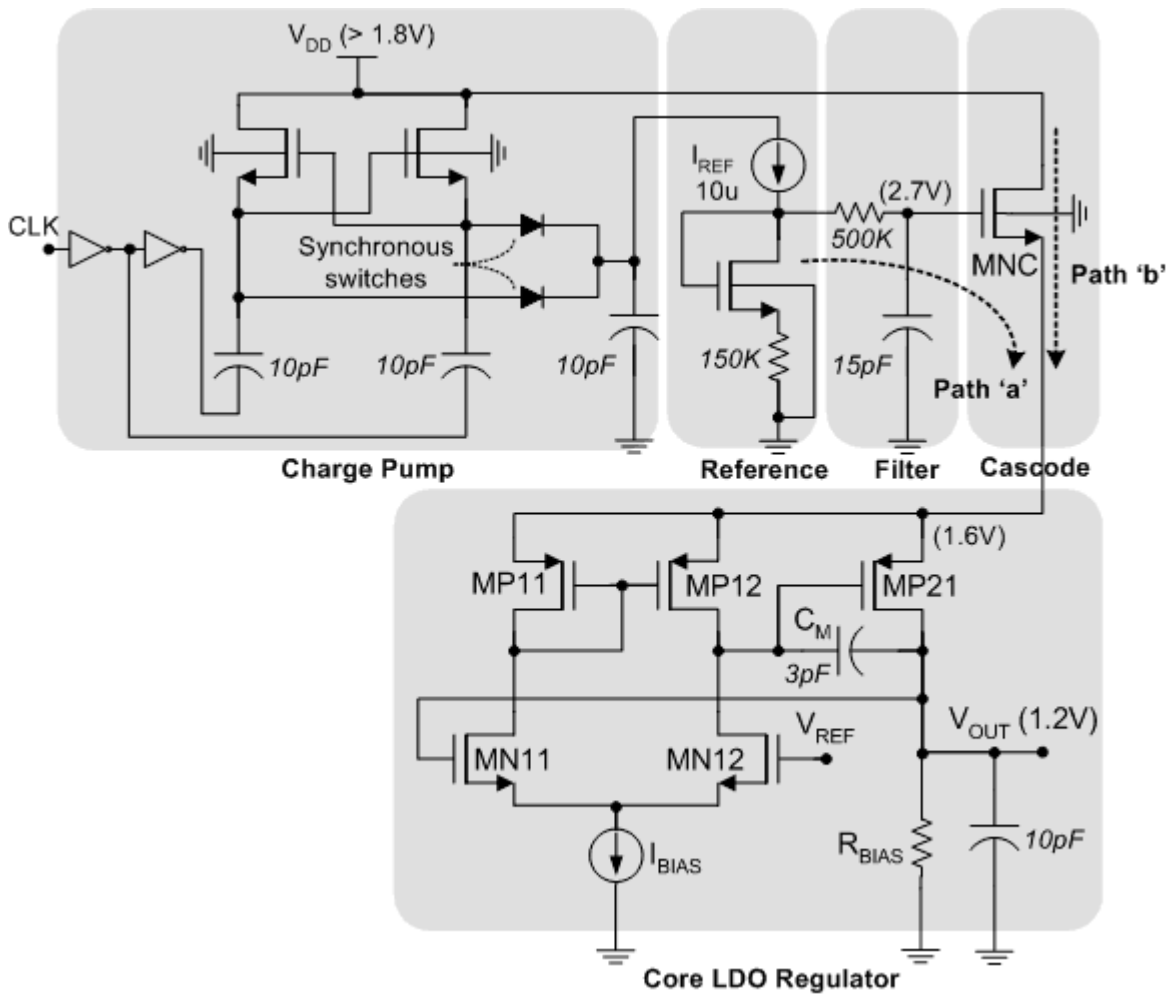 V_DD (> 1.8V)
CLK
Synchronous
switches
10pF
10pF
10pF
Charge Pump
I_REF
10u
150K
Reference
(2.7V)
500K
15pF
Filter
MNC
Path ‘b’
Path ‘a’
Cascode
(1.6V)
MP11
MP12
MP21
C_M
3pF
V_REF
V_OUT (1.2V)
MN11
MN12
I_BIAS
R_BIAS
10pF
Core LDO Regulator